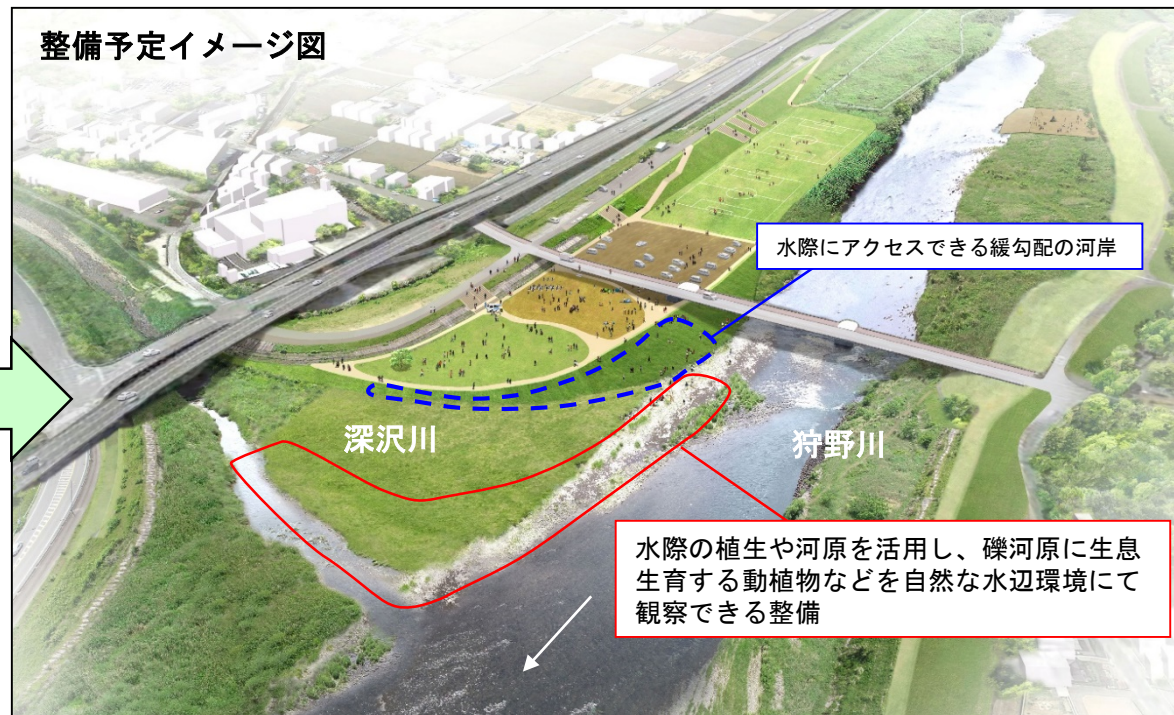 整備予定イメージ図
水際にアクセスできる緩勾配の河岸
深沢川
狩野川
水際の植生や河原を活用し、礫河原に生息
生育する動植物などを自然な水辺環境にて
観察できる整備